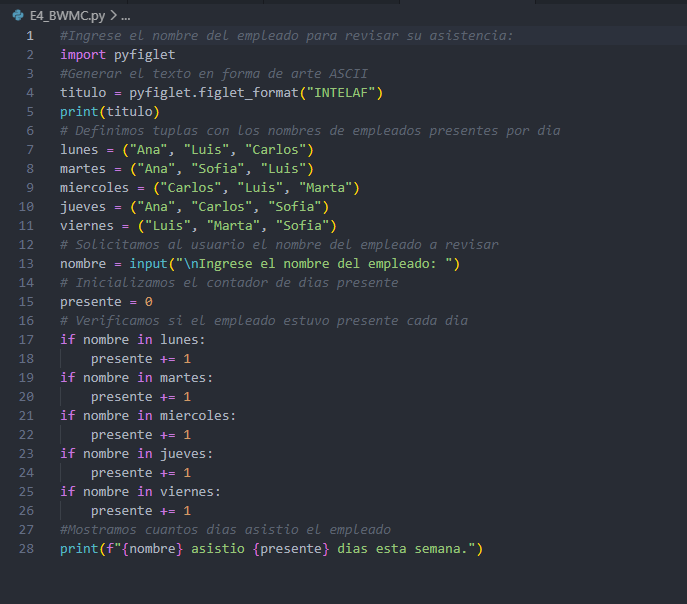 E4_BWMC.py > ...
1 #Ingrese el nombre del empleado para revisar su asistencia:
2 import pyfiglet
3 #Generar el texto en forma de arte ASCII
4 titulo = pyfiglet.figlet_format("INTELAF")
5 print(titulo)
6 # Definimos tuplas con los nombres de empleados presentes por dia
7 lunes = ("Ana", "Luis", "Carlos")
8 martes = ("Ana", "Sofia", "Luis")
9 miercoles = ("Carlos", "Luis", "Marta")
10 jueves = ("Ana", "Carlos", "Sofia")
11 viernes = ("Luis", "Marta", "Sofia")
12 # Solicitamos al usuario el nombre del empleado a revisar
13 nombre = input("\nIngrese el nombre del empleado: ")
14 # Inicializamos el contador de dias presente
15 presente = 0
16 # Verificamos si el empleado estuvo presente cada dia
17 if nombre in lunes:
18     presente += 1
19 if nombre in martes:
20     presente += 1
21 if nombre in miercoles:
22     presente += 1
23 if nombre in jueves:
24     presente += 1
25 if nombre in viernes:
26     presente += 1
27 #Mostramos cuantos dias asistio el empleado
28 print(f"{nombre} asistio {presente} dias esta semana.")